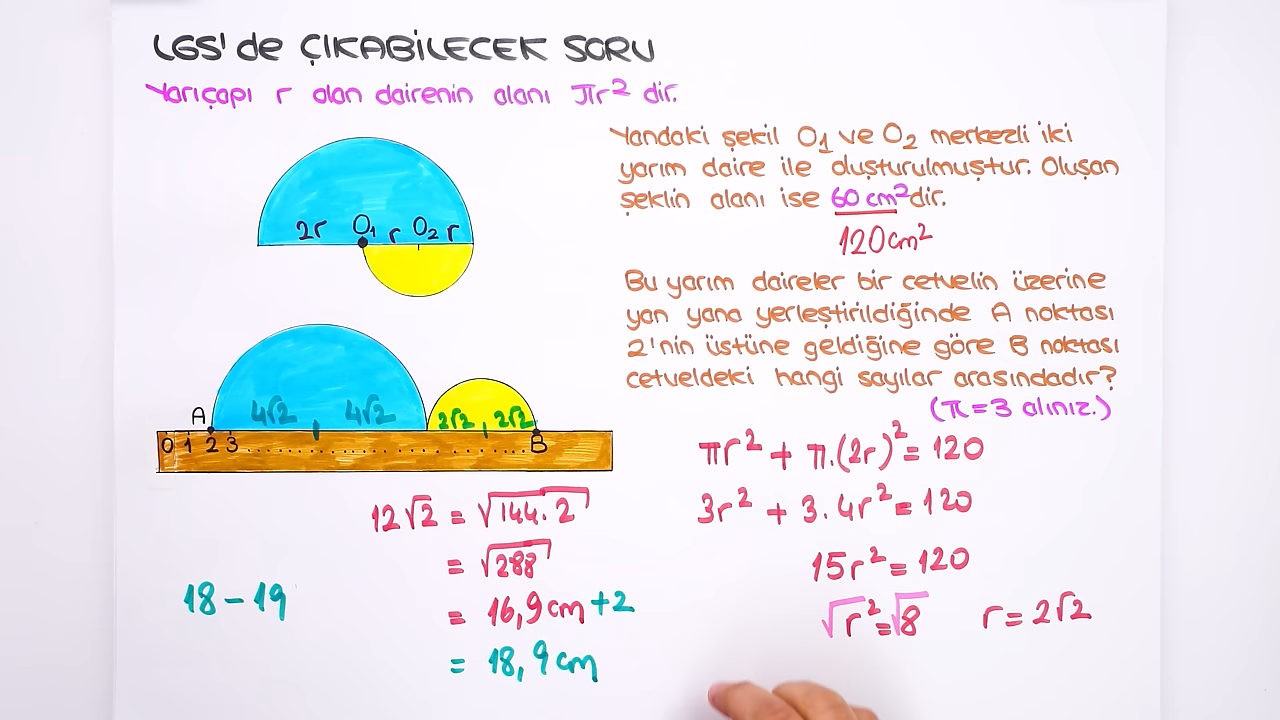 LGS'de ÇIKABİLECEK SORU
Yarıçapı r olan dairenin alanı πr² dir.
Yandaki şekil O₁ ve O₂ merkezli iki
yarım daire ile oluşturulmuştur. Oluşan
şeklin alanı ise 60 cm² dir.
120 cm²
2r O₁ r O₂ r
Bu yarım daireler bir cetvelin üzerine
yan yana yerleştirildiğinde A noktası
2'nin üstüne geldiğine göre B noktası
cetveldeki hangi sayılar arasındadır?
(π=3 alınız.)
A 4√2 4√2 2√2 2√2
0 1 2 3 .................... B
πr² + π.(2r)² = 120
3r² + 3.4r² = 120
15r² = 120
√r² = √8 r = 2√2
12√2 = √144.2
= √288
= 16,9 cm +2
= 18,9 cm
18 - 19